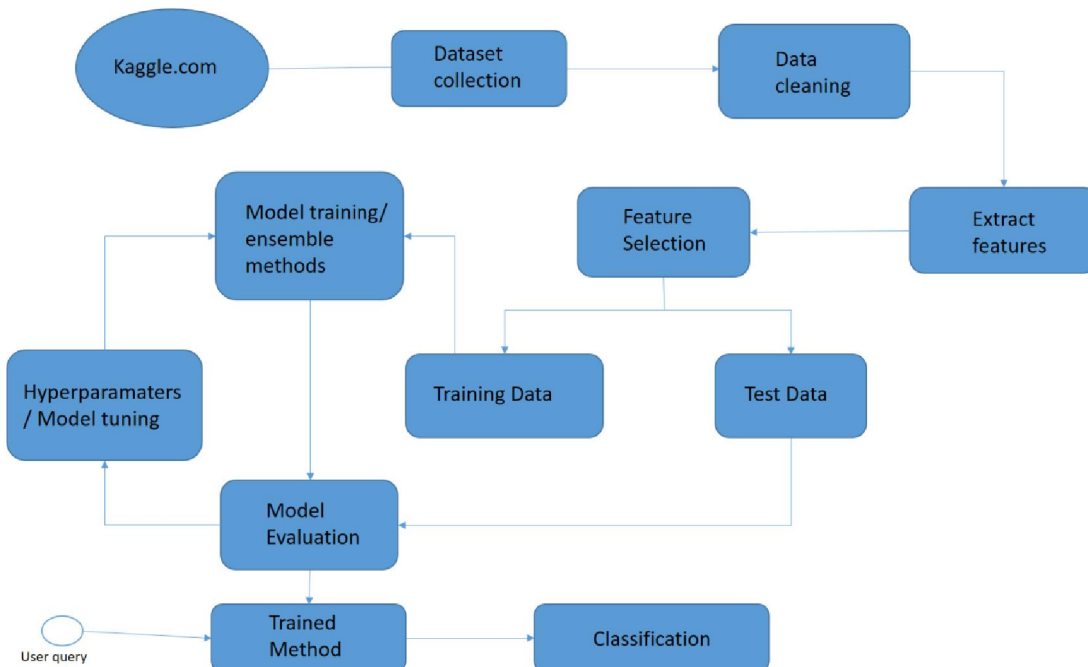 Kaggle.com
Dataset
collection
Data
cleaning
Model training/
ensemble
methods
Feature
Selection
Extract
features
Hyperparamaters
/ Model tuning
Training Data
Test Data
Model
Evaluation
Trained
Method
Classification
User query